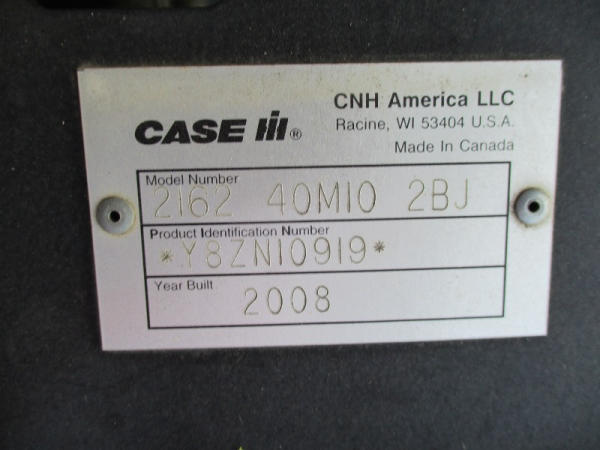 CASE III®
CNH America LLC
Racine, WI 53404 U.S.A.
Made In Canada
Model Number
2162 40M10 2BJ
Product Identification Number
*Y8ZN10919*
Year Built
2008